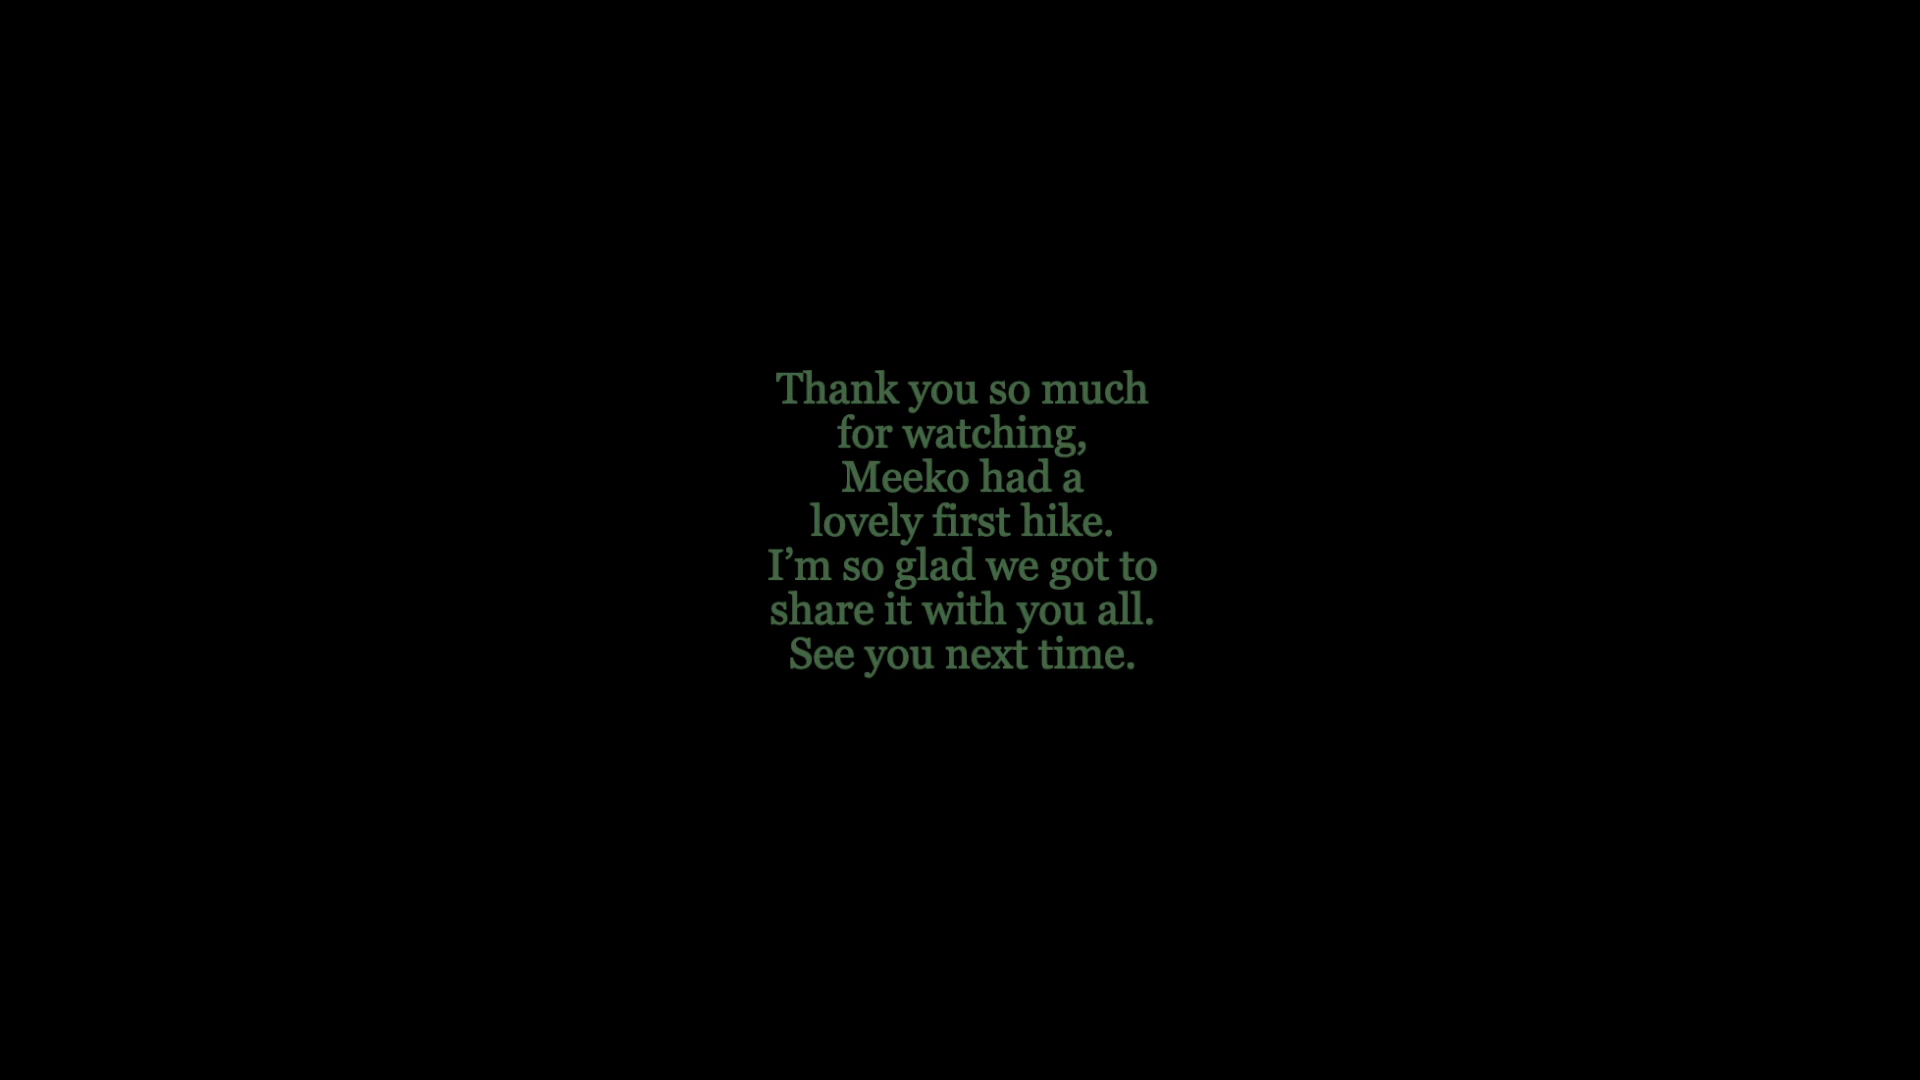 Thank you so much
for watching,
Meeko had a
lovely first hike.
I’m so glad we got to
share it with you all.
See you next time.